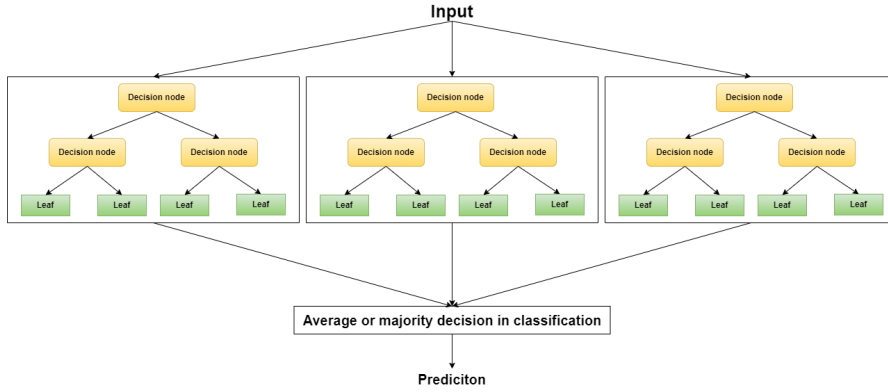 Input
Decision node
Decision node
Decision node
Decision node Decision node
Decision node Decision node
Decision node Decision node
Leaf Leaf Leaf Leaf
Leaf Leaf Leaf Leaf
Leaf Leaf Leaf Leaf
Average or majority decision in classification
Prediciton